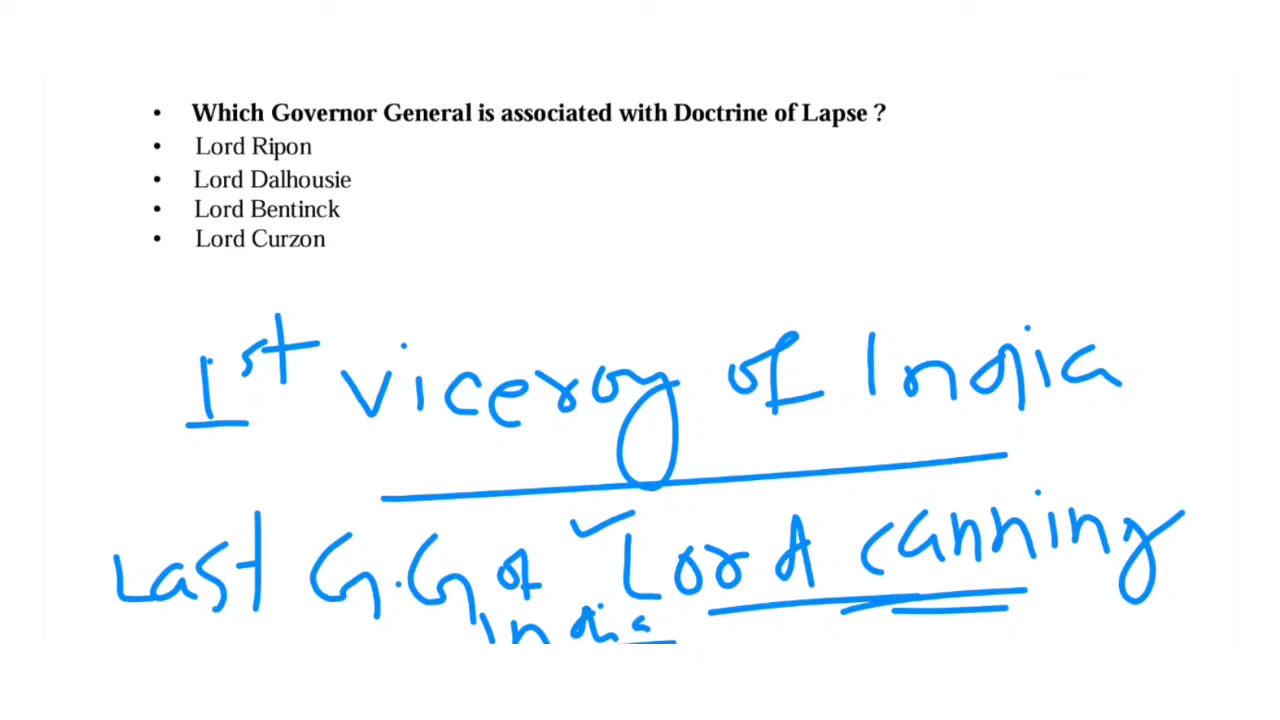 • Which Governor General is associated with Doctrine of Lapse ?
• Lord Ripon
• Lord Dalhousie
• Lord Bentinck
• Lord Curzon
1st viceroy of India
Last G.G of Lord canning
india